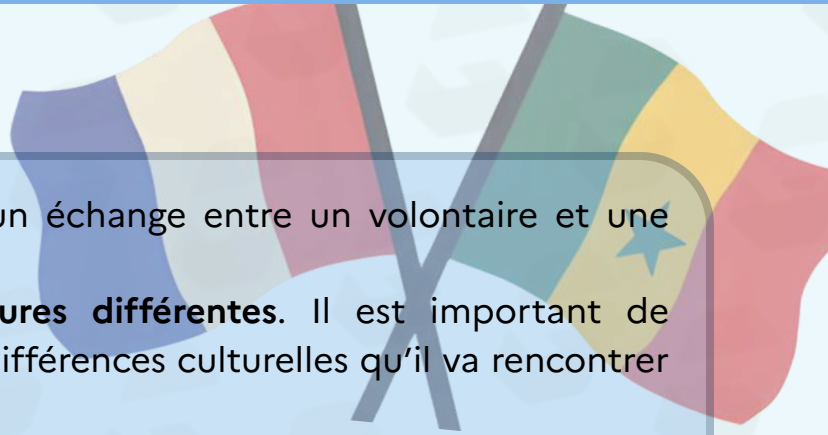 un échange entre un volontaire et une
ures différentes. Il est important de
ifférences culturelles qu'il va rencontrer